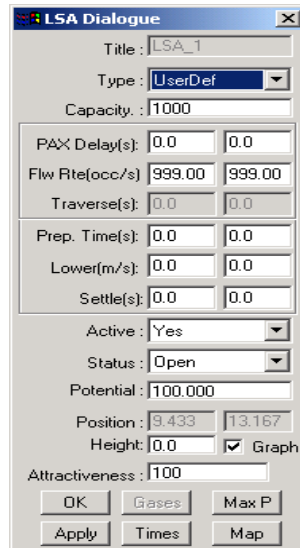 LSA Dialogue
Title : LSA_1
Type : UserDef
Capacity. : 1000
PAX Delay(s): 0.0 0.0
Flw Rte(occ/s) 999.00 999.00
Traverse(s): 0.0 0.0
Prep. Time(s): 0.0 0.0
Lower(m/s): 0.0 0.0
Settle(s): 0.0 0.0
Active : Yes
Status : Open
Potential : 100.000
Position : 9.433 13.167
Height: 0.0 Graph
Attractiveness : 100
OK Gases Max P
Apply Times Map